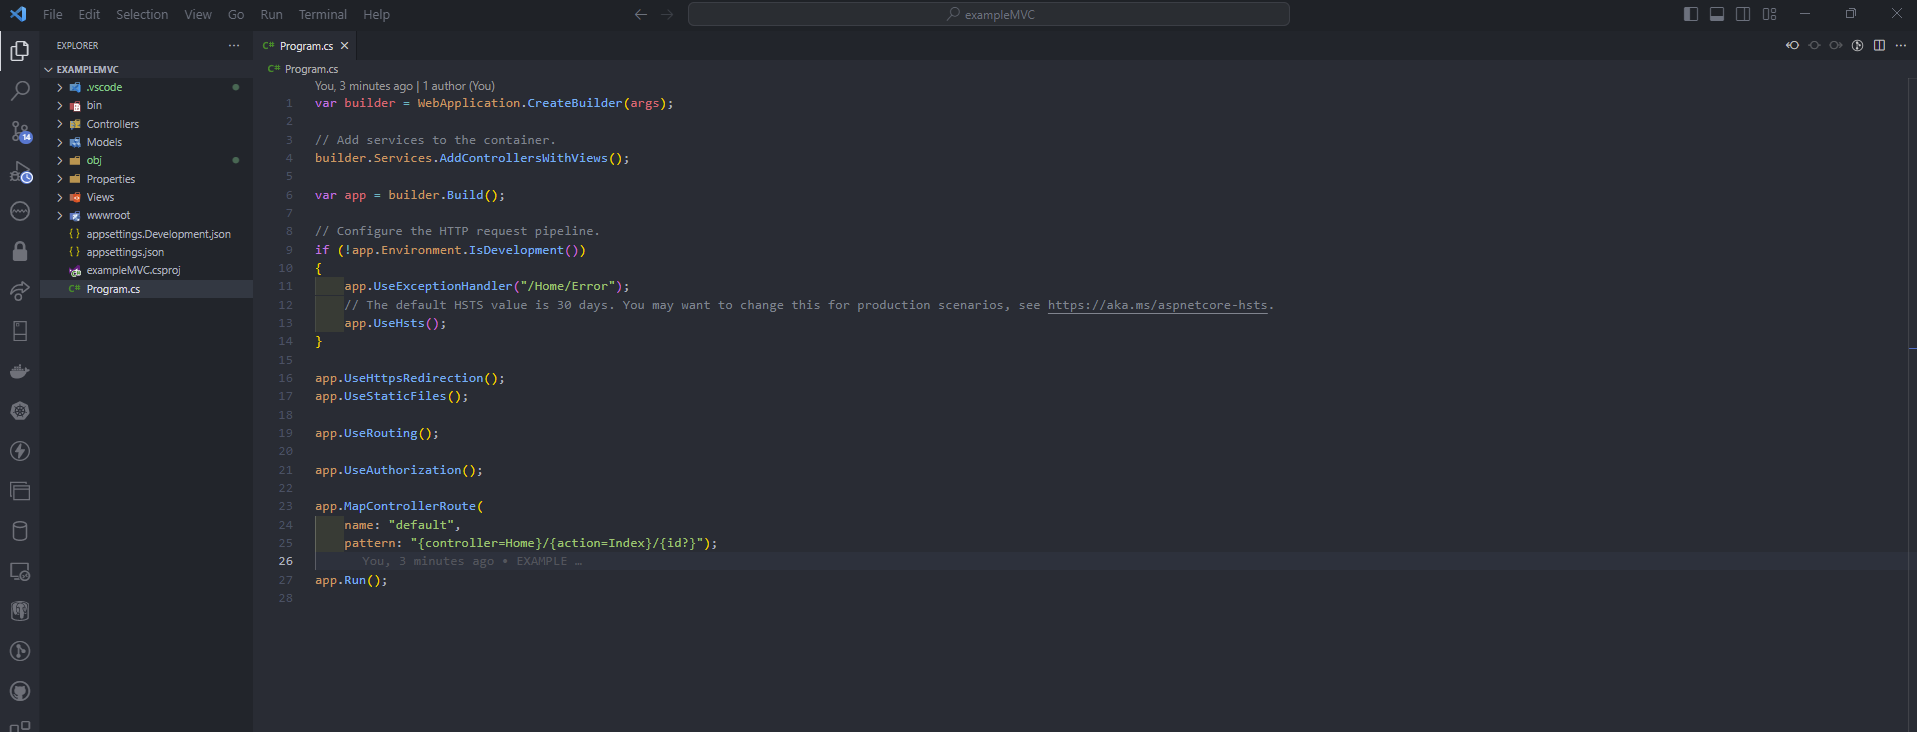 File Edit Selection View Go Run Terminal Help
exampleMVC
EXPLORER
EXAMPLEMVC
.vscode
bin
Controllers
Models
obj
Properties
Views
wwwroot
{ } appsettings.Development.json
{ } appsettings.json
exampleMVC.csproj
C# Program.cs
14
C# Program.cs
C# Program.cs
You, 3 minutes ago | 1 author (You)
1 var builder = WebApplication.CreateBuilder(args);
2
3 // Add services to the container.
4 builder.Services.AddControllersWithViews();
5
6 var app = builder.Build();
7
8 // Configure the HTTP request pipeline.
9 if (!app.Environment.IsDevelopment())
10 {
11 app.UseExceptionHandler("/Home/Error");
12 // The default HSTS value is 30 days. You may want to change this for production scenarios, see https://aka.ms/aspnetcore-hsts.
13 app.UseHsts();
14 }
15
16 app.UseHttpsRedirection();
17 app.UseStaticFiles();
18
19 app.UseRouting();
20
21 app.UseAuthorization();
22
23 app.MapControllerRoute(
24 name: "default",
25 pattern: "{controller=Home}/{action=Index}/{id?}");
26 You, 3 minutes ago • EXAMPLE …
27 app.Run();
28